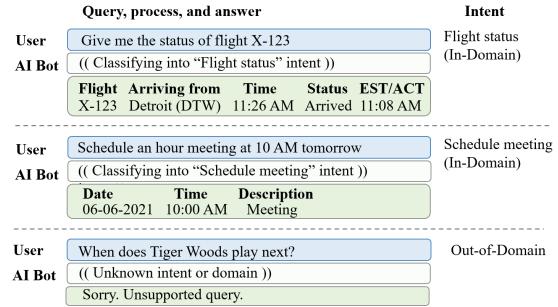 Query, process, and answer Intent
User Give me the status of flight X-123 Flight status
(In-Domain)
AI Bot (( Classifying into “Flight status” intent ))
Flight Arriving from Time Status EST/ACT
X-123 Detroit (DTW) 11:26 AM Arrived 11:08 AM
User Schedule an hour meeting at 10 AM tomorrow Schedule meeting
(In-Domain)
AI Bot (( Classifying into “Schedule meeting” intent ))
Date Time Description
06-06-2021 10:00 AM Meeting
User When does Tiger Woods play next? Out-of-Domain
AI Bot (( Unknown intent or domain ))
Sorry. Unsupported query.